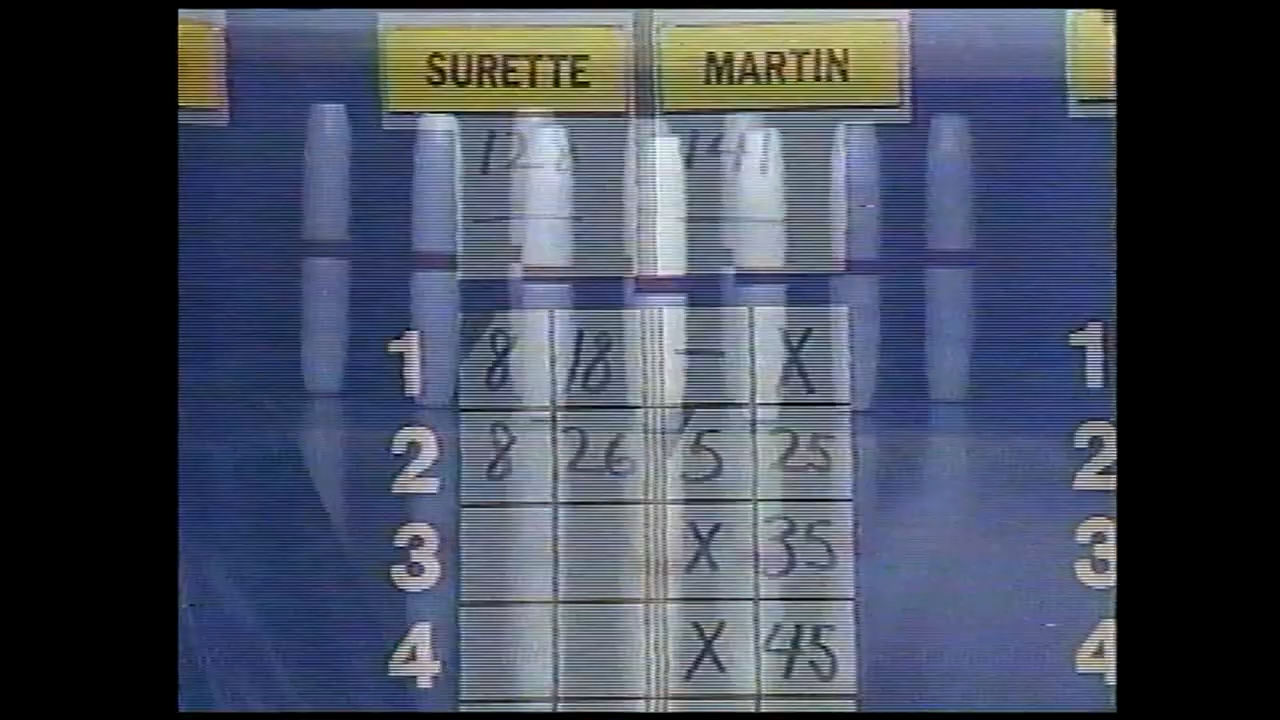 SURETTE MARTIN
1 8 18 - X 1
2 8 26 5 25 2
3 X 35 3
4 X 45 4